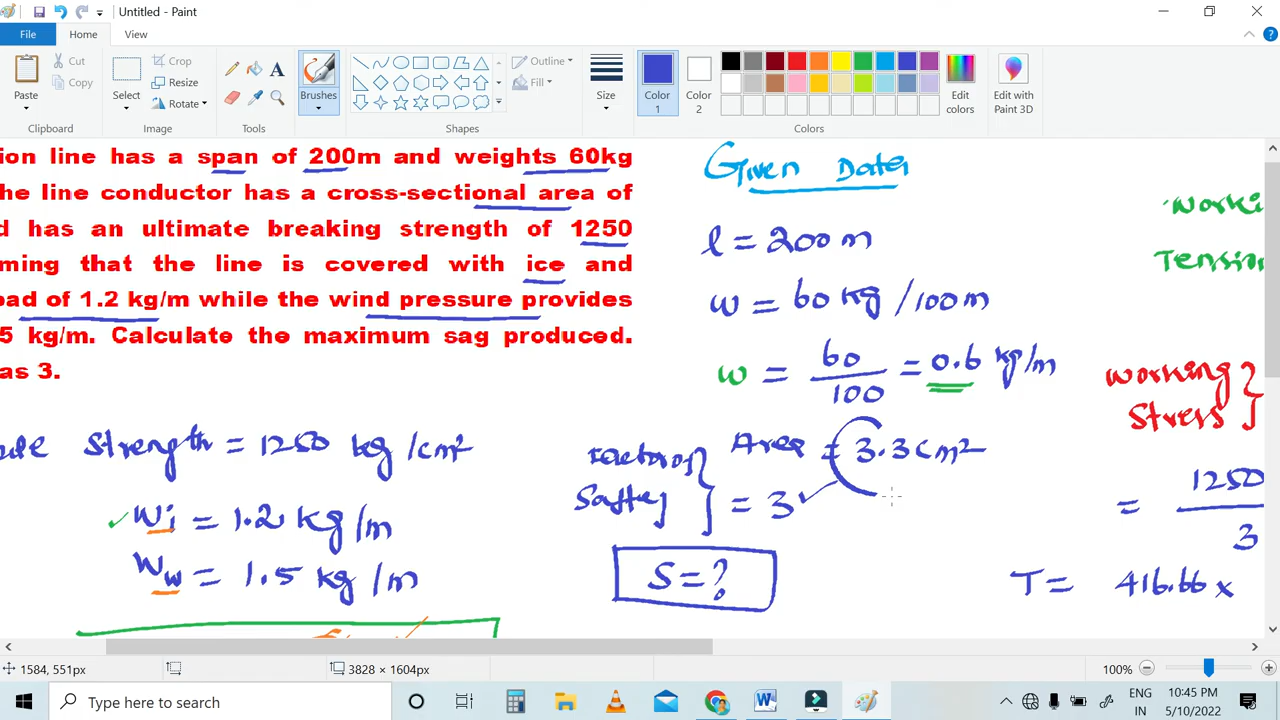 Untitled - Paint
File
Home
View
Paste
Cut
Copy
Clipboard
Select
Crop
Resize
Rotate
Image
Tools
Brushes
Shapes
Outline
Fill
Size
Color 1
Color 2
Edit colors
Colors
Edit with Paint 3D
ion line has a span of 200m and weights 60kg
he line conductor has a cross-sectional area of
d has an ultimate breaking strength of 1250
ming that the line is covered with ice and
oad of 1.2 kg/m while the wind pressure provides
5 kg/m. Calculate the maximum sag produced.
as 3.
Strength = 1250 kg/cm²
✓ Wi = 1.2 kg/m
Ww = 1.5 kg/m
Given Data
l = 200m
w = 60 kg/100m
w = 60/100 = 0.6 kg/m
Area = 3.3cm²
Factor of
Saftey } = 3
S = ?
Worki
Tension
Working
Stress }
= 1250/3
T = 416.66 x
1584, 551px
3828 × 1604px
100%
Type here to search
ENG
IN
10:45 PM
5/10/2022